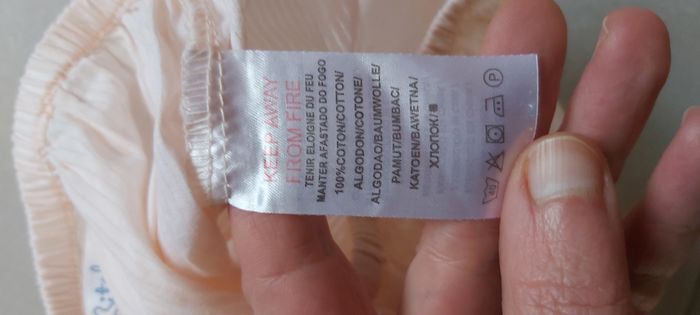 KEEP AWAY
FROM FIRE
TENIR ELOIGNE DU FEU
MANTER AFASTADO DO FOGO
100%COTON/COTTON/
ALGODON/COTONE/
ALGODAO/BAUMWOLLE/
PAMUT/BUMBAC/
KATOEN/BAWETNA/
ХЛОПОК/棉